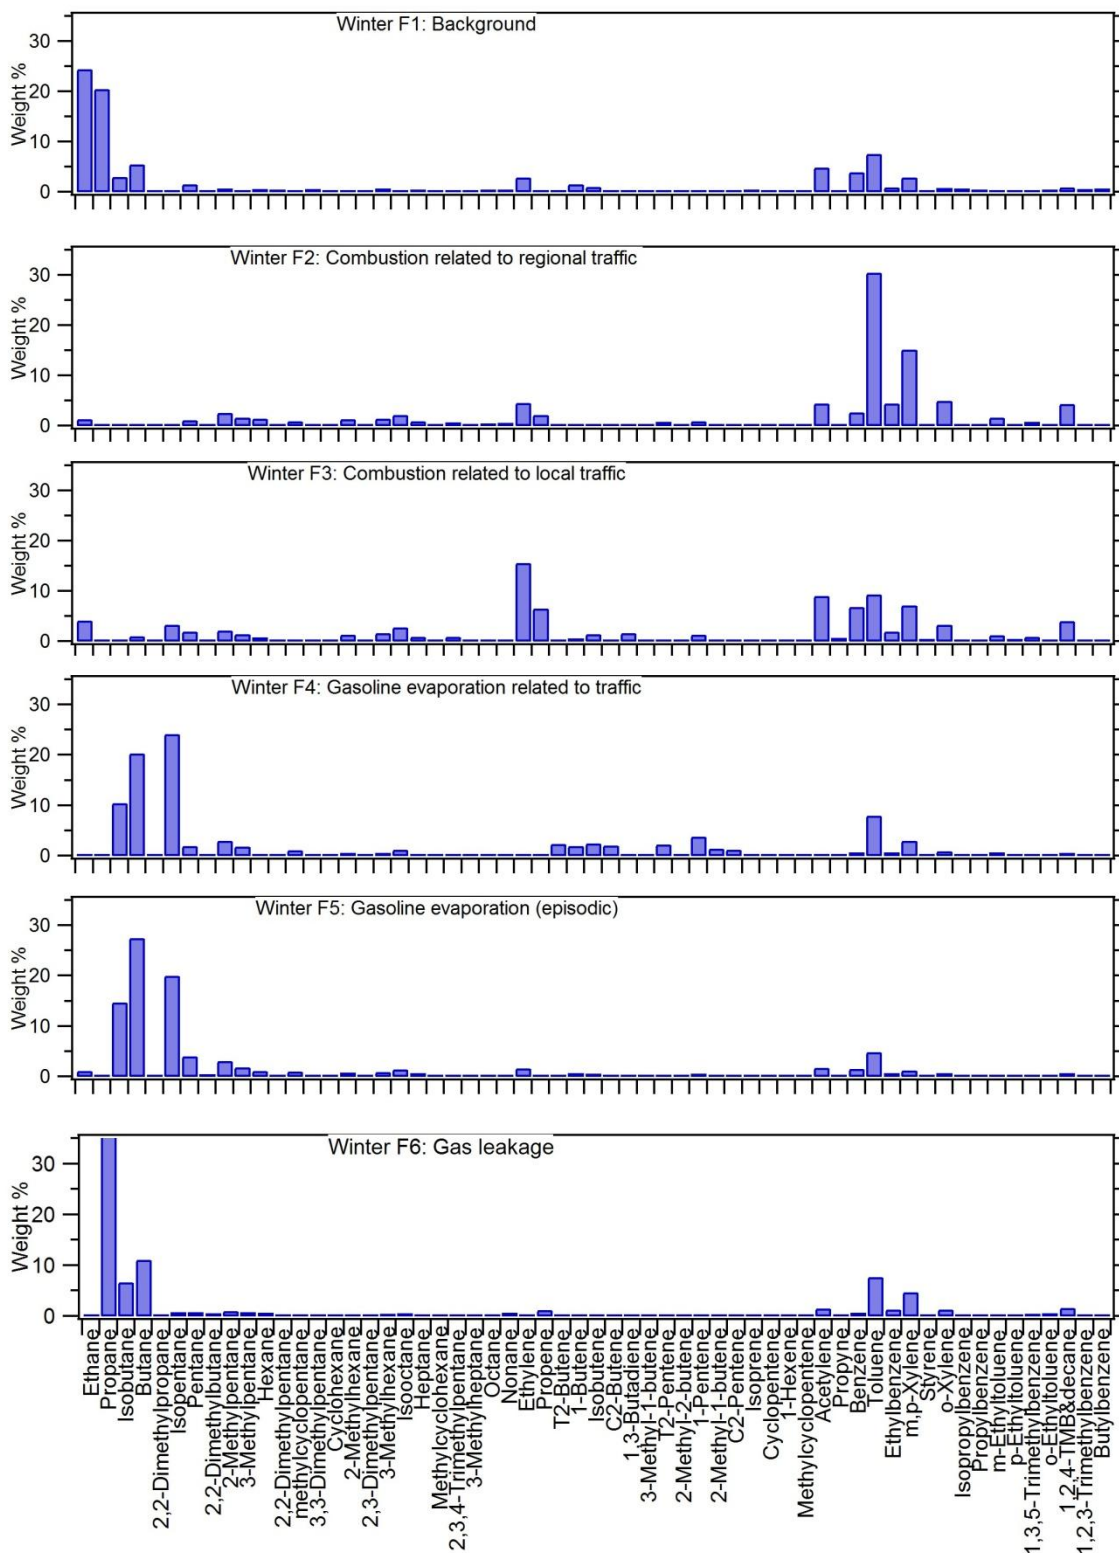 Winter F1: Background
Weight %
30
20
10
0
Winter F2: Combustion related to regional traffic
Weight %
30
20
10
0
Winter F3: Combustion related to local traffic
Weight %
30
20
10
0
Winter F4: Gasoline evaporation related to traffic
Weight %
30
20
10
0
Winter F5: Gasoline evaporation (episodic)
Weight %
30
20
10
0
Winter F6: Gas leakage
Weight %
30
20
10
0
Ethane
Propane
Isobutane
Butane
2,2-Dimethylpropane
Isopentane
Pentane
2,2-Dimethylbutane
2-Methylpentane
3-Methylpentane
Hexane
2,2-Dimethylpentane
methylcyclopentane
3,3-Dimethylpentane
Cyclohexane
2-Methylhexane
2,3-Dimethylpentane
3-Methylhexane
Isooctane
Heptane
Methylcyclohexane
2,3,4-Trimethylpentane
3-Methylheptane
Octane
Nonane
Ethylene
Propene
T2-Butene
1-Butene
Isobutene
C2-Butene
1,3-Butadiene
3-Methyl-1-butene
T2-Pentene
2-Methyl-2-butene
1-Pentene
2-Methyl-1-butene
C2-Pentene
Isoprene
Cyclopentene
1-Hexene
Methylcyclopentene
Acetylene
Propyne
Benzene
Toluene
Ethylbenzene
m,p-Xylene
Styrene
o-Xylene
Isopropylbenzene
Propylbenzene
m-Ethyltoluene
p-Ethyltoluene
1,3,5-Trimethylbenzene
o-Ethyltoluene
1,2,4-TMB&decane
1,2,3-Trimethylbenzene
Butylbenzene